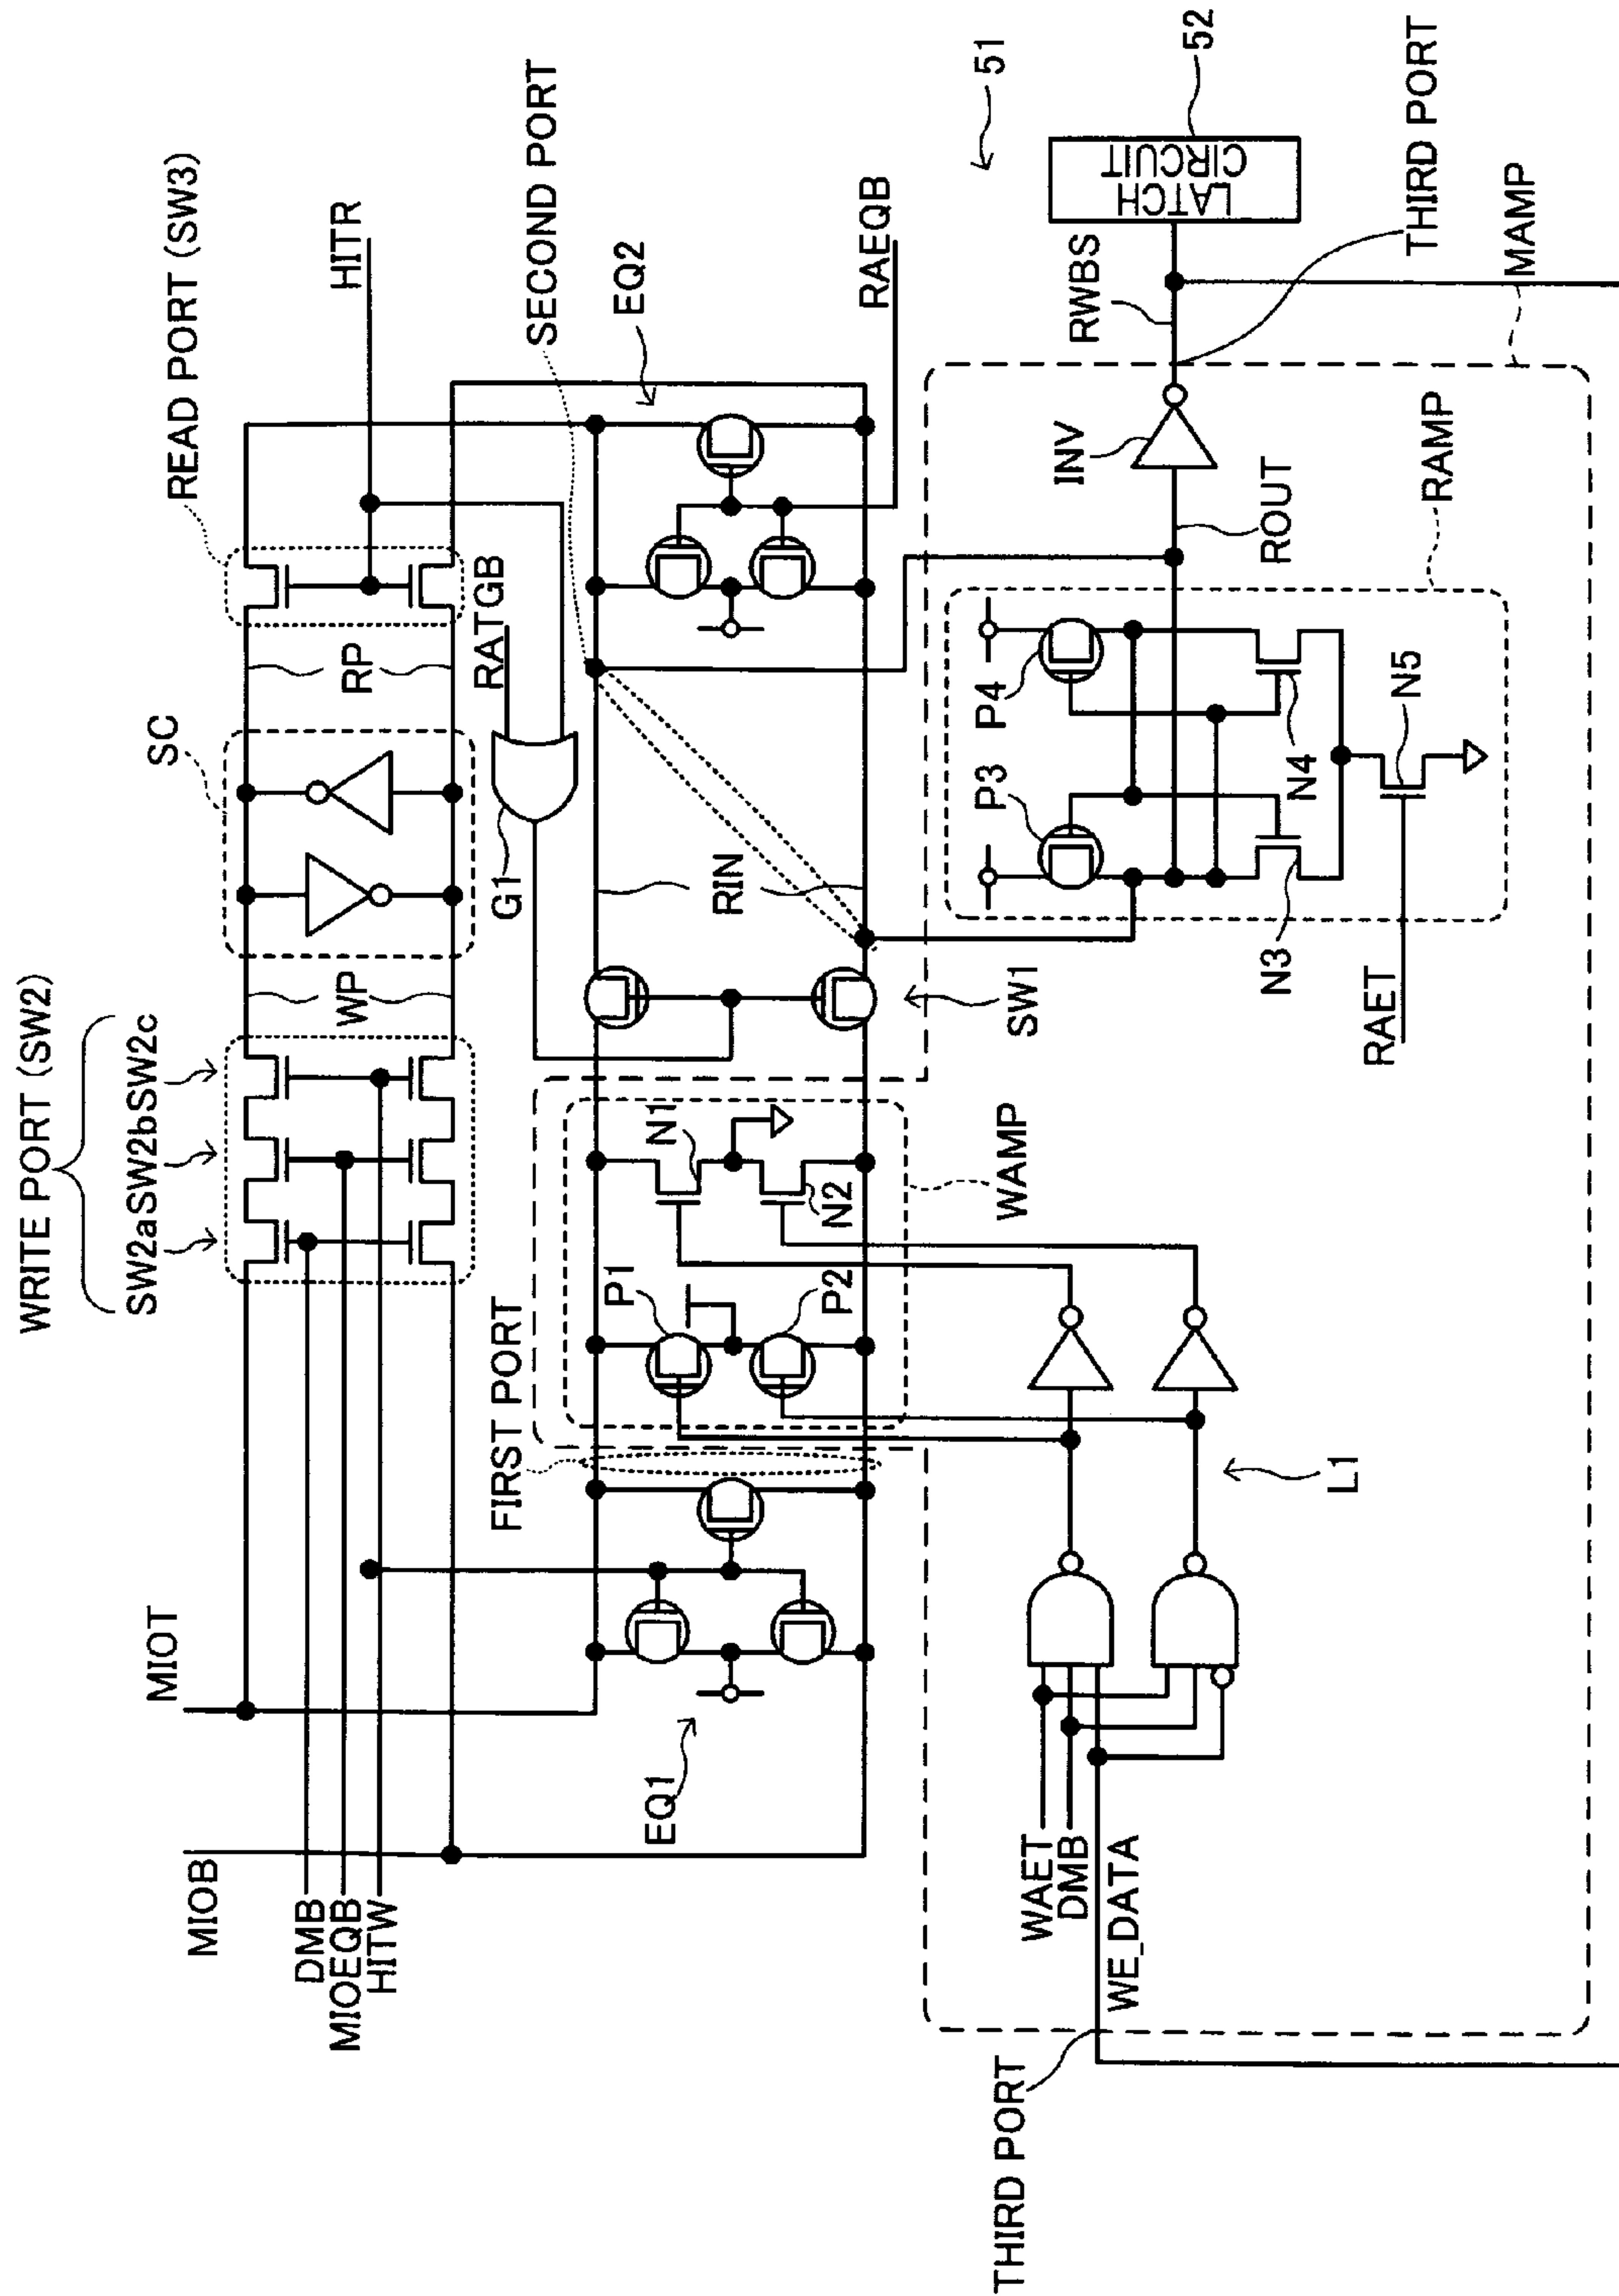 WRITE PORT (SW2)
SW2a SW2b SW2c
SC
READ PORT (SW3)
MIOT
MIOB
WP
RP
HITR
DMB
MIOEQB
HITW
FIRST PORT
G1
RATGB
SECOND PORT
EQ1
P1
P2
N1
N2
RIN
EQ2
RAEQB
WAMP
SW1
51
WAET
DMB
WE_DATA
THIRD PORT
L1
P3
P4
N3
N4
N5
RAET
INV
ROUT
RWBS
LATCH
CIRCUIT
52
THIRD PORT
RAMP
MAMP